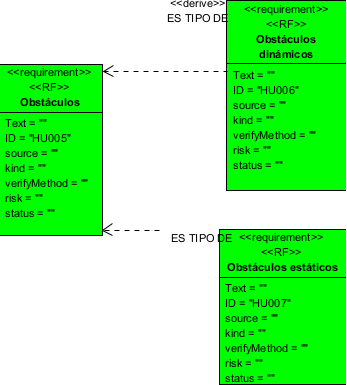 <<derive>>
ES TIPO DE
<<requirement>>
<<RF>>
Obstáculos
dinámicos
Text = ""
ID = "HU006"
source = ""
kind = ""
verifyMethod = ""
risk = ""
status = ""
<<requirement>>
<<RF>>
Obstáculos
Text = ""
ID = "HU005"
source = ""
kind = ""
verifyMethod = ""
risk = ""
status = ""
ES TIPO DE
<<requirement>>
<<RF>>
Obstáculos estáticos
Text = ""
ID = "HU007"
source = ""
kind = ""
verifyMethod = ""
risk = ""
status = ""